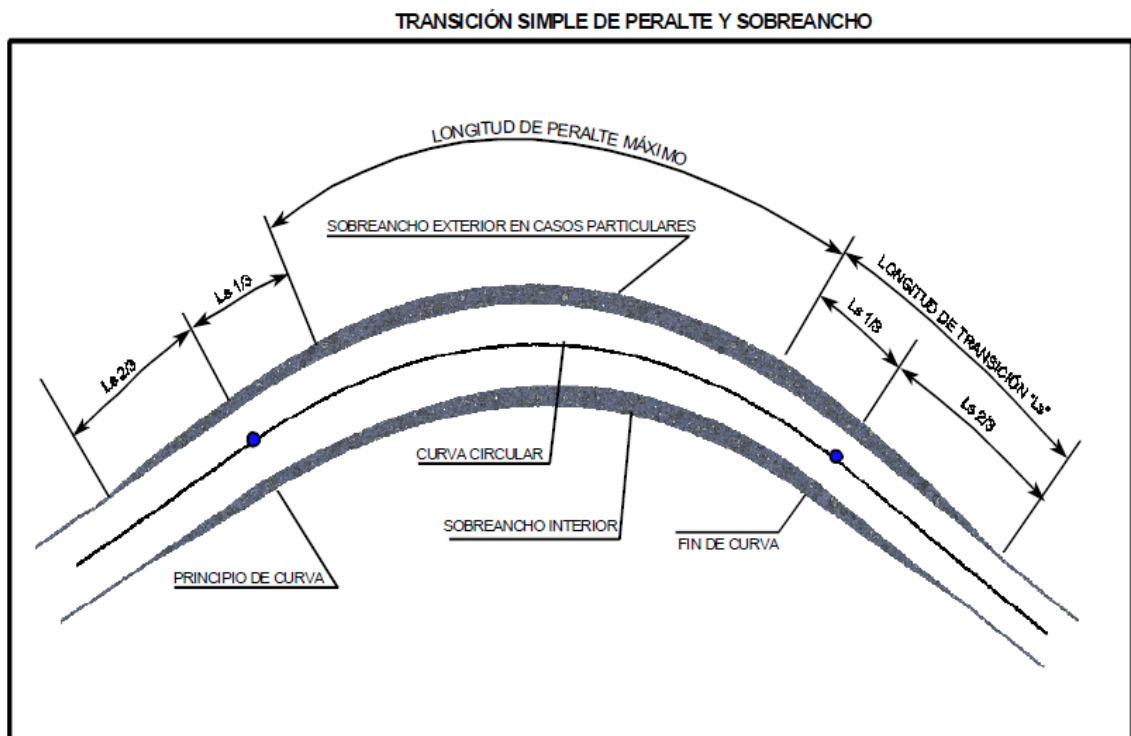 TRANSICIÓN SIMPLE DE PERALTE Y SOBREANCHO
LONGITUD DE PERALTE MÁXIMO
SOBREANCHO EXTERIOR EN CASOS PARTICULARES
Ls 1/3
Ls 2/3
LONGITUD DE TRANSICIÓN "Ls"
Ls 1/3
Ls 2/3
CURVA CIRCULAR
SOBREANCHO INTERIOR
FIN DE CURVA
PRINCIPIO DE CURVA